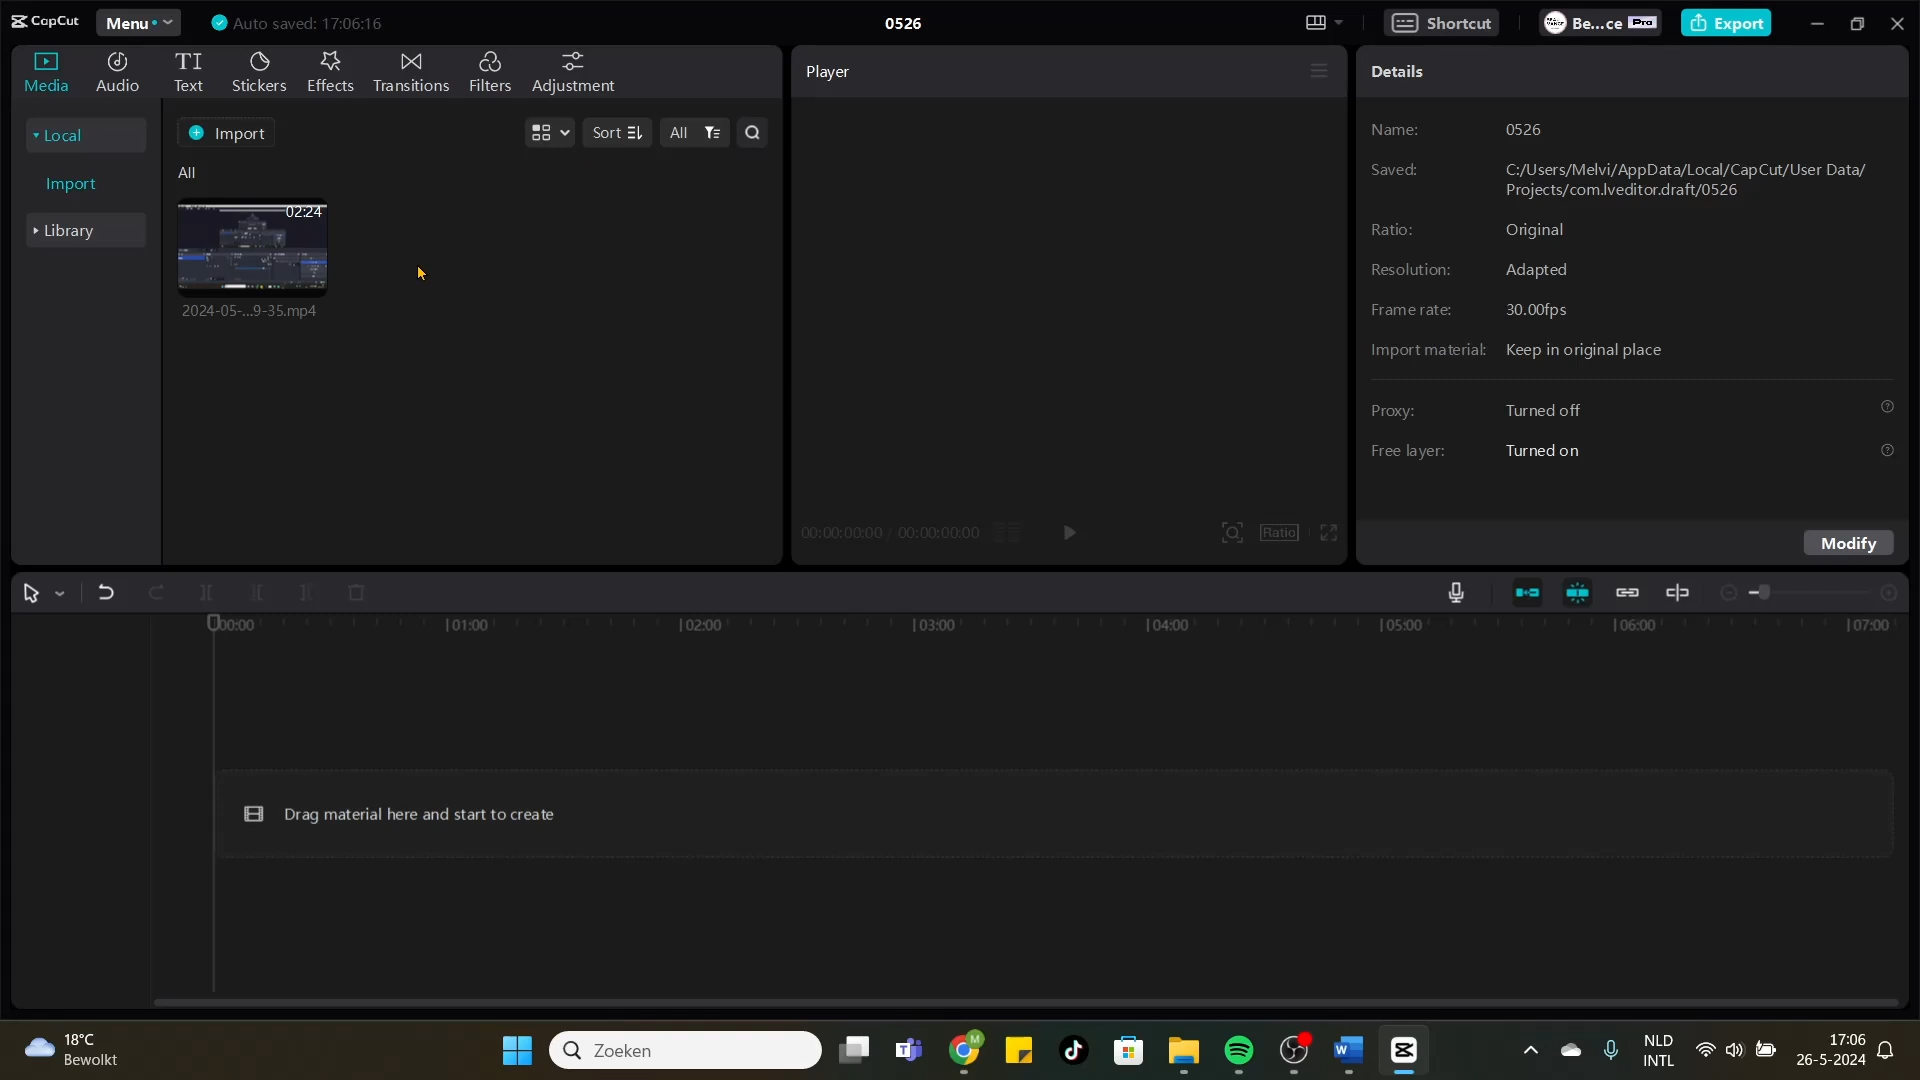 CapCut
Menu
Auto saved: 17:06:16
0526
Shortcut
Be...ce Pro
Export
Media
Audio
TI
Text
Stickers
Effects
Transitions
Filters
Adjustment
Local
Import
Library
Import
Sort
All
All
02:24
2024-05-...9-35.mp4
Player
00:00:00:00 / 00:00:00:00
Ratio
Details
Name: 0526
Saved: C:/Users/Melvi/AppData/Local/CapCut/User Data/
Projects/com.lveditor.draft/0526
Ratio: Original
Resolution: Adapted
Frame rate: 30.00fps
Import material: Keep in original place
Proxy: Turned off
Free layer: Turned on
Modify
00:00 01:00 02:00 03:00 04:00 05:00 06:00 07:00
Drag material here and start to create
18°C
Bewolkt
Zoeken
M
W
NLD
INTL
17:06
26-5-2024